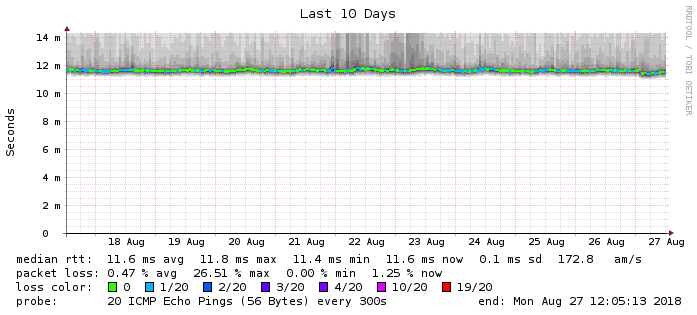 Last 10 Days
RRDTOOL / TOBI OETIKER
Seconds
14 m
12 m
10 m
8 m
6 m
4 m
2 m
0
18 Aug 19 Aug 20 Aug 21 Aug 22 Aug 23 Aug 24 Aug 25 Aug 26 Aug 27 Aug
median rtt: 11.6 ms avg 11.8 ms max 11.4 ms min 11.6 ms now 0.1 ms sd 172.8 am/s
packet loss: 0.47 % avg 26.51 % max 0.00 % min 1.25 % now
loss color: 0 1/20 2/20 3/20 4/20 10/20 19/20
probe: 20 ICMP Echo Pings (56 Bytes) every 300s end: Mon Aug 27 12:05:13 2018